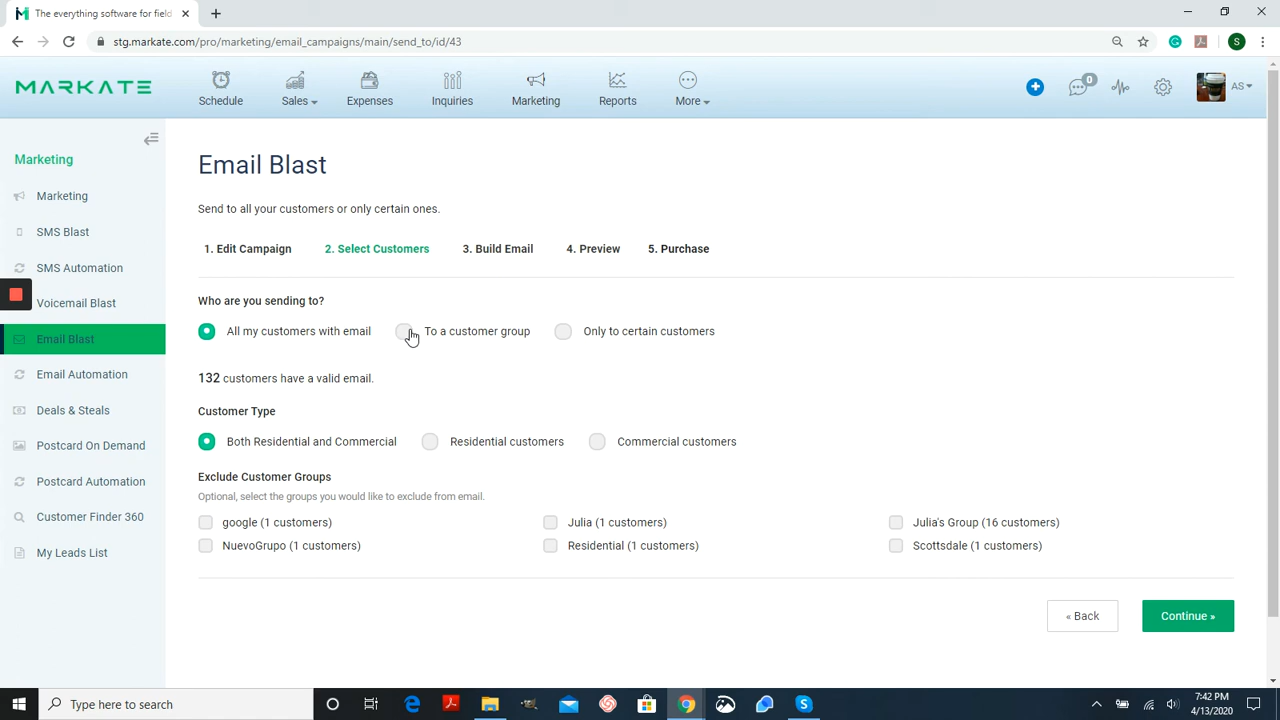 The everything software for field
stg.markate.com/pro/marketing/email_campaigns/main/send_to/id/43
S
MARKATE
Schedule
Sales
Expenses
Inquiries
Marketing
Reports
More
0
AS
Marketing
Marketing
SMS Blast
SMS Automation
Voicemail Blast
Email Blast
Email Automation
Deals & Steals
Postcard On Demand
Postcard Automation
Customer Finder 360
My Leads List
Email Blast
Send to all your customers or only certain ones.
1. Edit Campaign 2. Select Customers 3. Build Email 4. Preview 5. Purchase
Who are you sending to?
All my customers with email To a customer group Only to certain customers
132 customers have a valid email.
Customer Type
Both Residential and Commercial Residential customers Commercial customers
Exclude Customer Groups
Optional, select the groups you would like to exclude from email.
google (1 customers) Julia (1 customers) Julia's Group (16 customers)
NuevoGrupo (1 customers) Residential (1 customers) Scottsdale (1 customers)
« Back Continue »
Type here to search
7:42 PM
4/13/2020